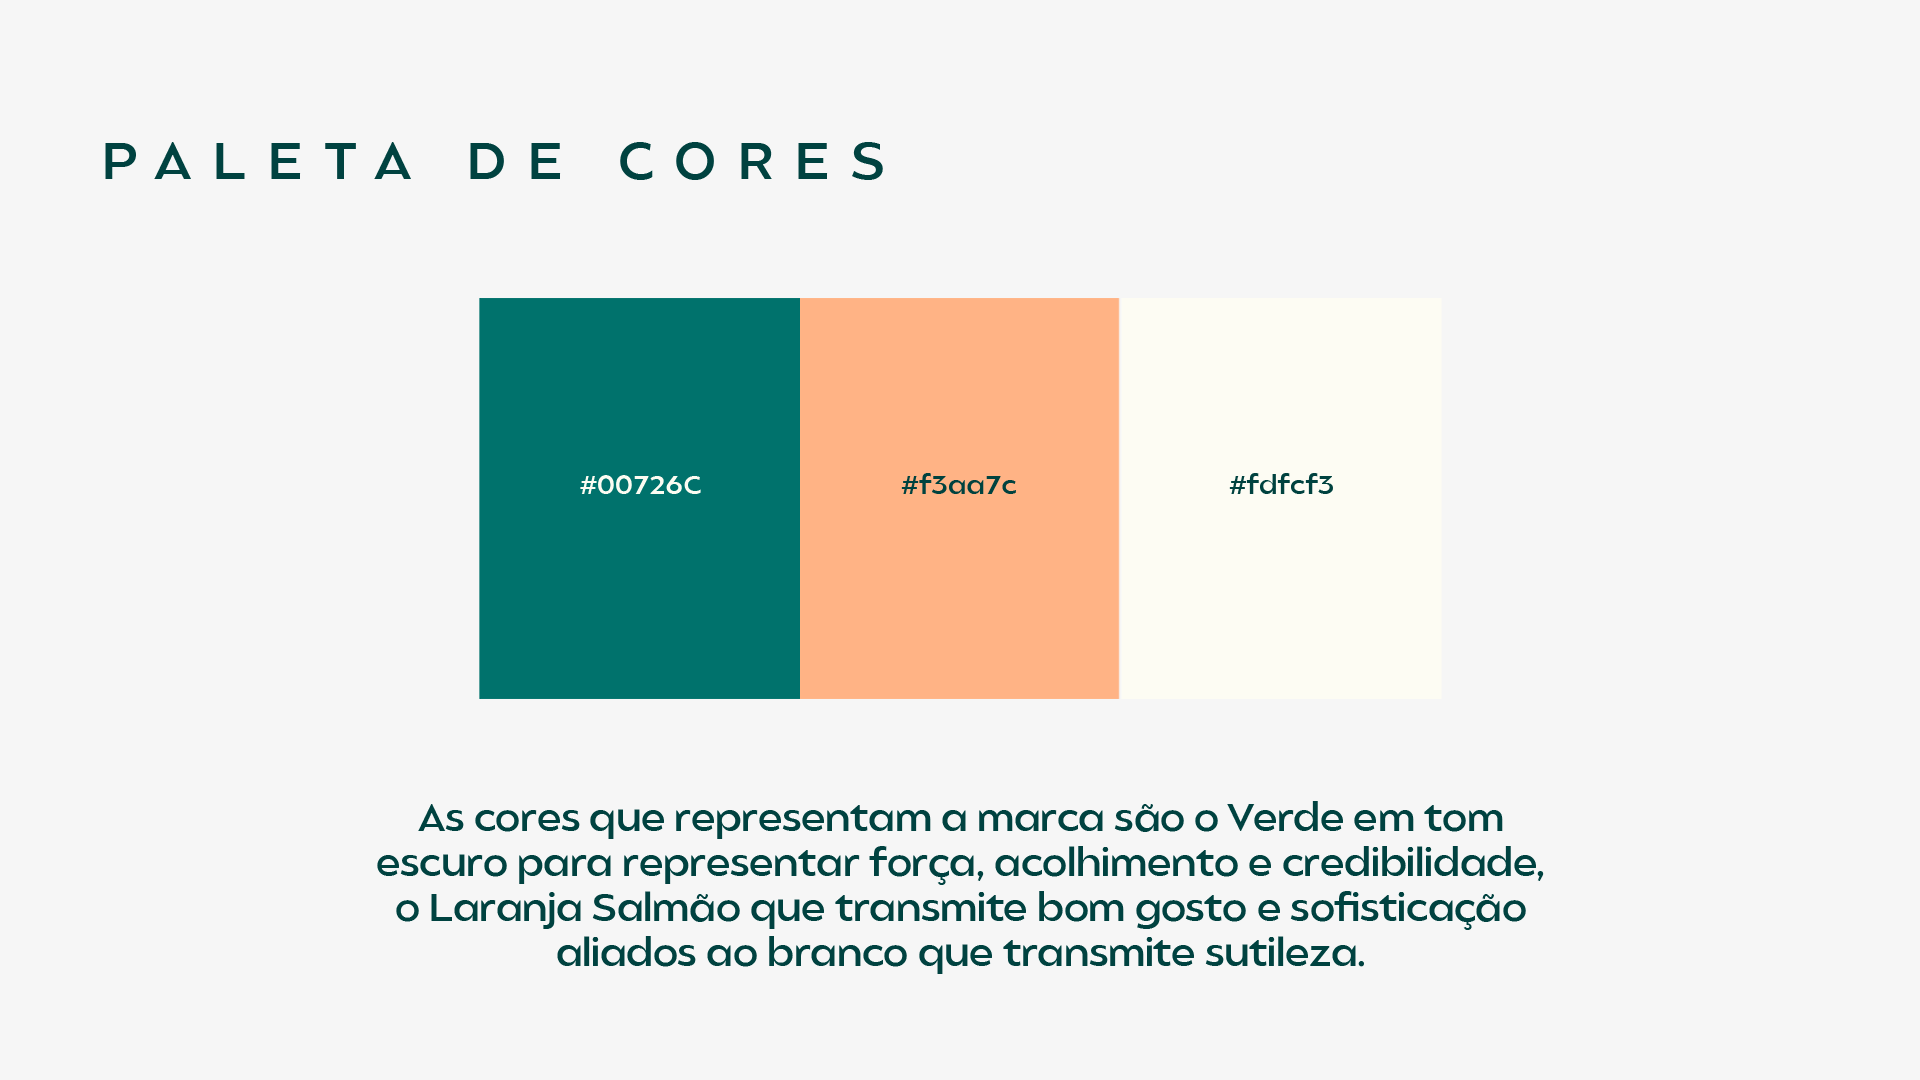 PALETA DE CORES
#00726C
#f3aa7c
#fdfcf3
As cores que representam a marca são o Verde em tom
escuro para representar força, acolhimento e credibilidade,
o Laranja Salmão que transmite bom gosto e sofisticação
aliados ao branco que transmite sutileza.